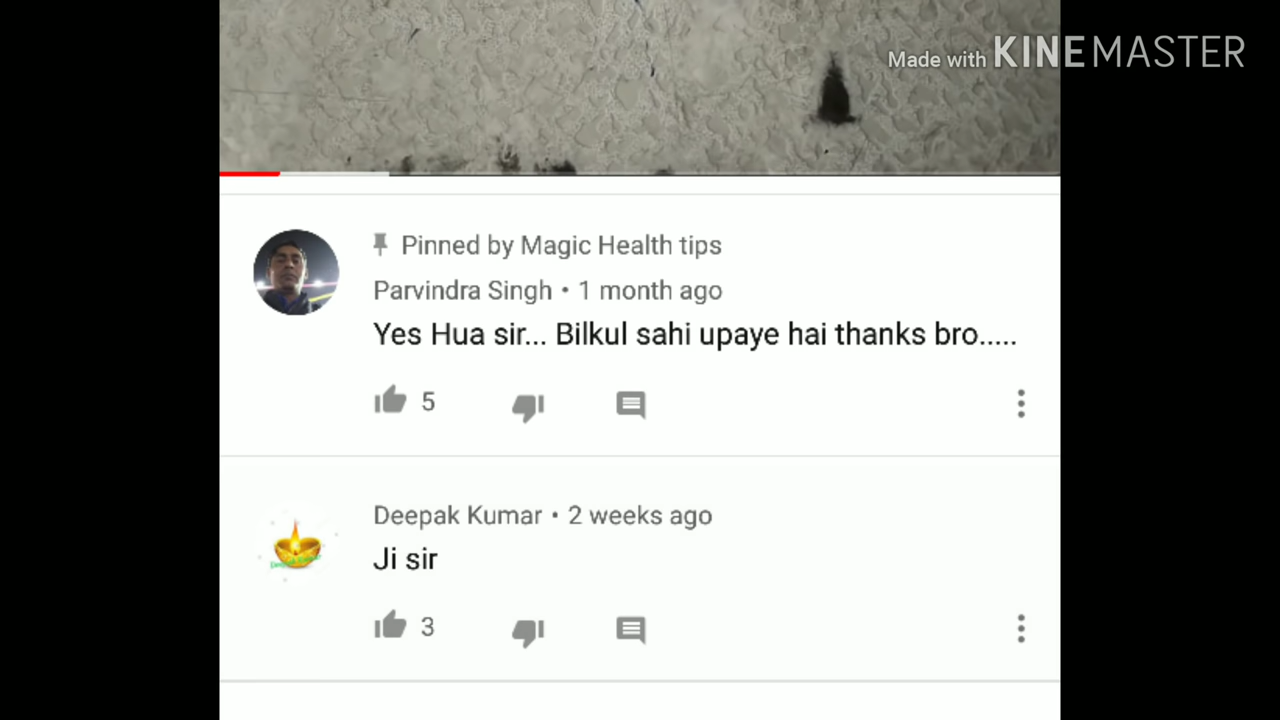 Made with KINEMASTER
Pinned by Magic Health tips
Parvindra Singh • 1 month ago
Yes Hua sir... Bilkul sahi upaye hai thanks bro.....
5
Deepak Kumar • 2 weeks ago
Ji sir
3